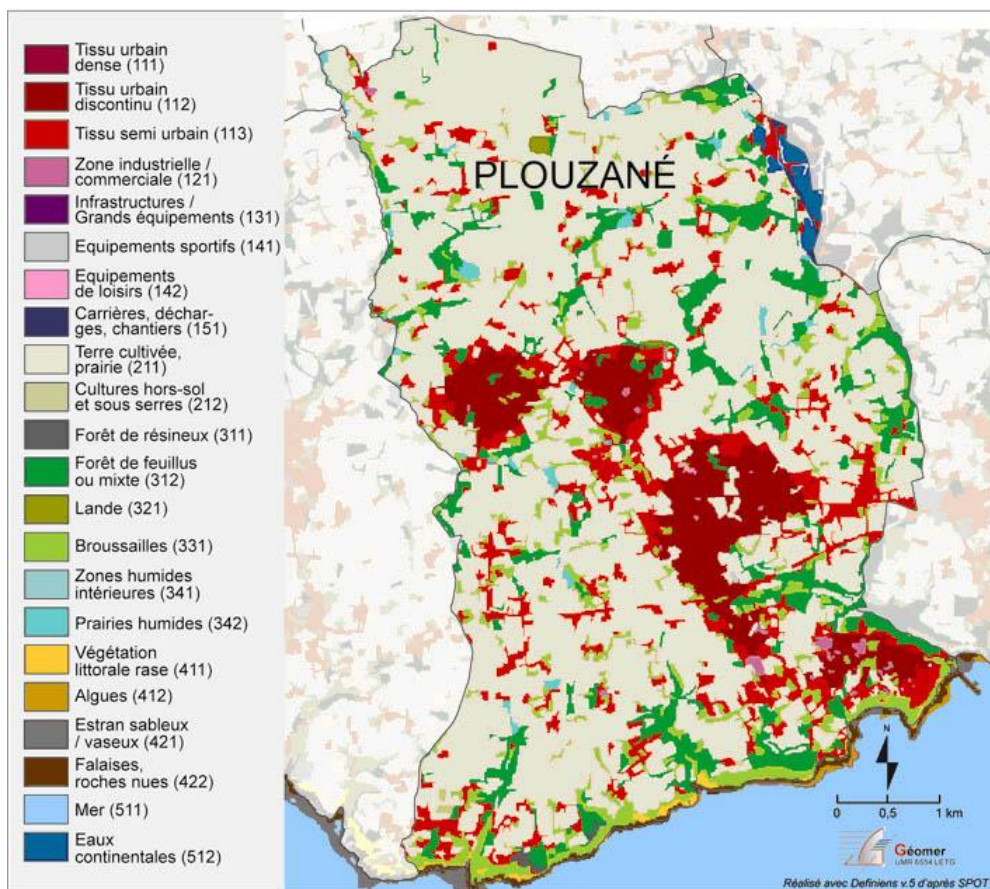 Tissu urbain
dense (111)
Tissu urbain
discontinu (112)
Tissu semi urbain (113)
Zone industrielle /
commerciale (121)
Infrastructures /
Grands équipements (131)
Equipements sportifs (141)
Equipements
de loisirs (142)
Carrières, déchar-
ges, chantiers (151)
Terre cultivée,
prairie (211)
Cultures hors-sol
et sous serres (212)
Forêt de résineux (311)
Forêt de feuillus
ou mixte (312)
Lande (321)
Broussailles (331)
Zones humides
intérieures (341)
Prairies humides (342)
Végétation
littorale rase (411)
Algues (412)
Estran sableux
/ vaseux (421)
Falaises,
roches nues (422)
Mer (511)
Eaux
continentales (512)
PLOUZANÉ
N
0 0,5 1 km
Géomer
UMR 6554 LETG
Réalisé avec Definiens v.5 d'après SPOT